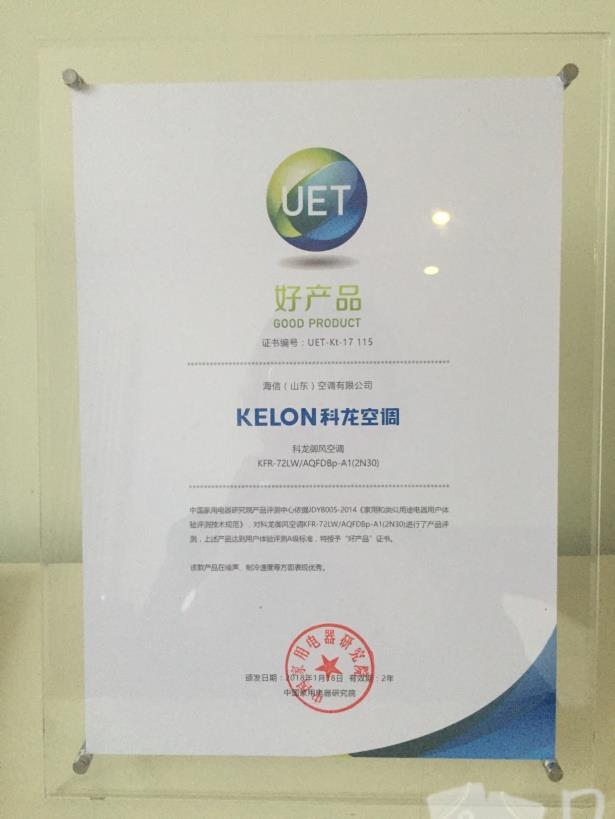 UET
好产品
GOOD PRODUCT
证书编号：UET-Kt-17 115
海信（山东）空调有限公司
KELON科龙空调
科龙御风空调
KFR-72LW/AQFDBp-A1(2N30)
中国家用电器研究院产品评测中心依据JDYB005-2014《家用和类似用途电器用户体
验评测技术规范》，对科龙御风空调KFR-72LW/AQFDBp-A1(2N30)进行了产品评
测，上述产品达到用户体验评测A级标准，特授予“好产品”证书。
该款产品在噪声、制冷速度等方面表现优秀。
中国家用电器研究院
颁发日期：2018年1月18日 有效期：2年
中国家用电器研究院